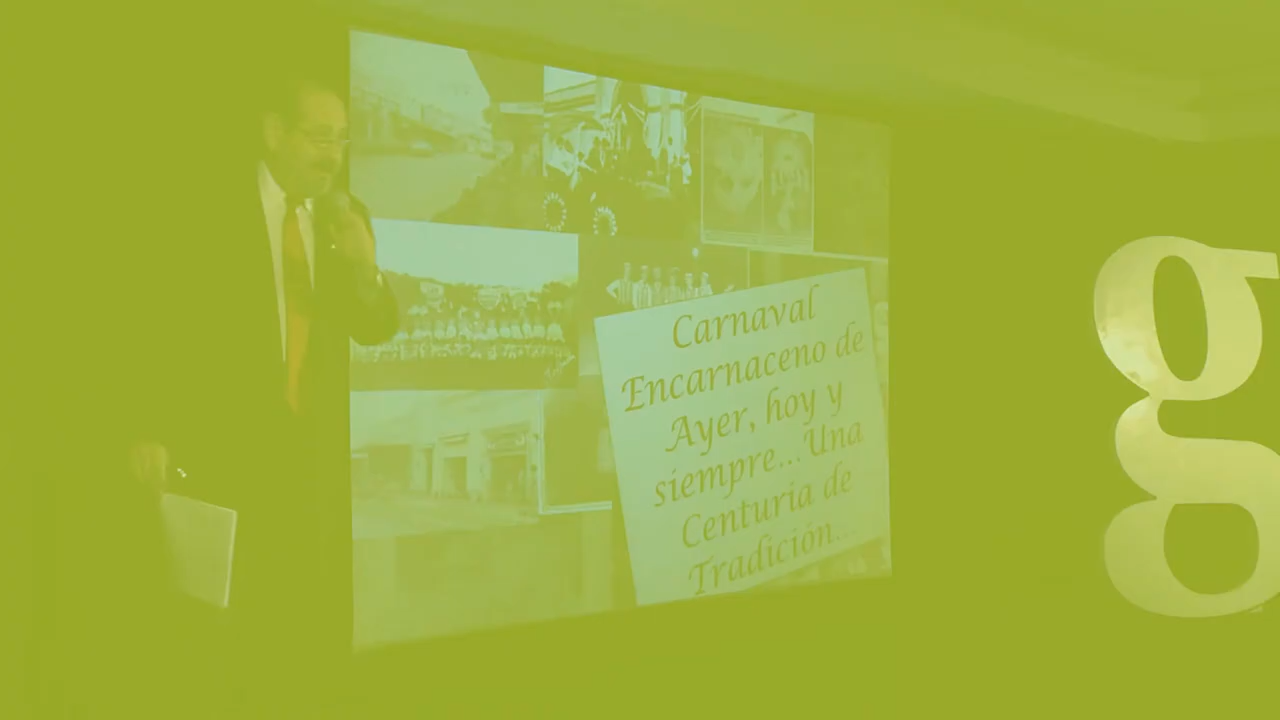 Carnaval
Encarnaceno de
Ayer, hoy y
siempre...Una
Centuria de
Tradición...
g